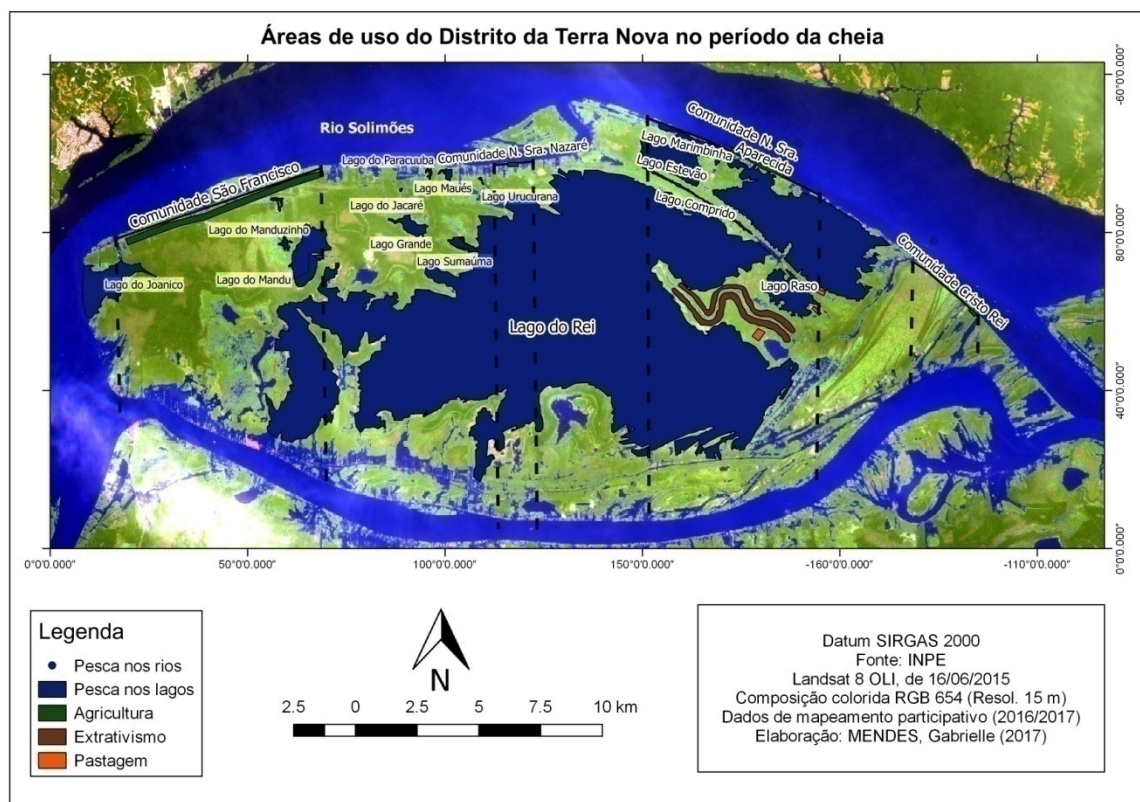 Áreas de uso do Distrito da Terra Nova no período da cheia
Rio Solimões
Comunidade N. Sra.
Aparecida
Lago Marimbinha
Lago do Paracuuba
Comunidade N. Sra. Nazaré
Lago Estevão
Comunidade São Francisco
Lago Maués
Lago Urucurana
Lago do Jacaré
Lago Comprido
Lago do Manduzinho
Lago Grande
Lago Sumaúma
Comunidade Cristo Rei
Lago do Joanico
Lago do Mandu
Lago Raso
Lago do Rei
-60°0'0.000"
80°0'0.000"
40°0'0.000"
0°0'0.000"
0°0'0.000"
50°0'0.000"
100°0'0.000"
150°0'0.000"
-160°0'0.000"
-110°0'0.000"
Legenda
Pesca nos rios
Pesca nos lagos
Agricultura
Extrativismo
Pastagem
N
2.5 0 2.5 5 7.5 10 km
Datum SIRGAS 2000
Fonte: INPE
Landsat 8 OLI, de 16/06/2015
Composição colorida RGB 654 (Resol. 15 m)
Dados de mapeamento participativo (2016/2017)
Elaboração: MENDES, Gabrielle (2017)